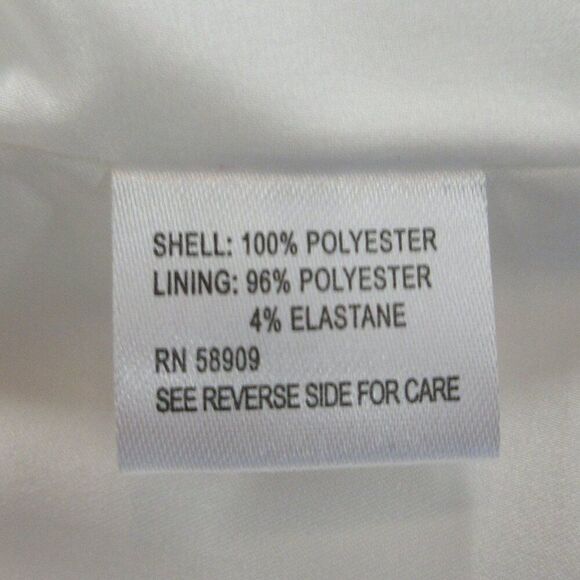 SHELL: 100% POLYESTER
LINING: 96% POLYESTER
4% ELASTANE
RN 58909
SEE REVERSE SIDE FOR CARE